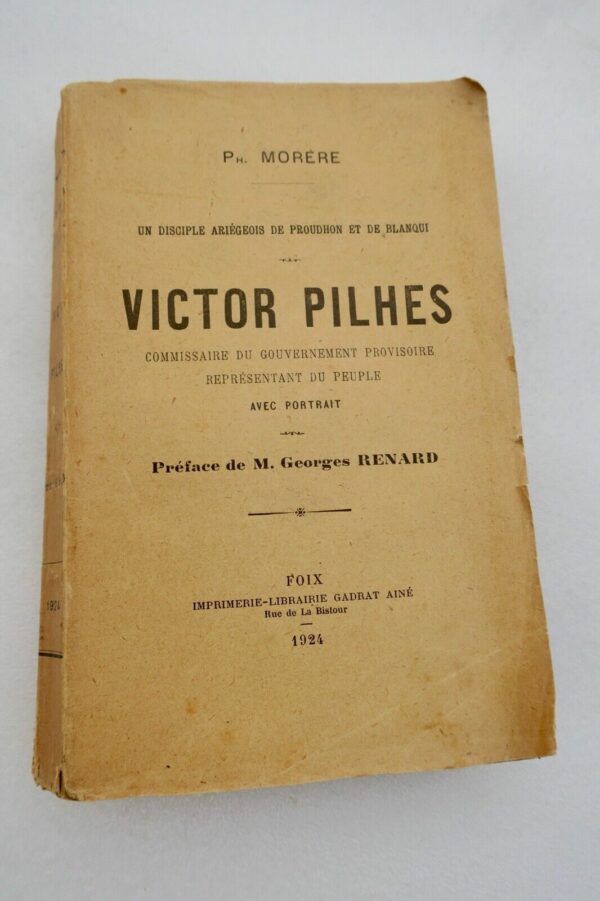 PH. MORÈRE
UN DISCIPLE ARIÉGEOIS DE PROUDHON ET DE BLANQUI
VICTOR PILHES
COMMISSAIRE DU GOUVERNEMENT PROVISOIRE
REPRÉSENTANT DU PEUPLE
AVEC PORTRAIT
Préface de M. Georges RENARD
FOIX
IMPRIMERIE-LIBRAIRIE GADRAT AINÉ
Rue de La Bistour
1924
1924